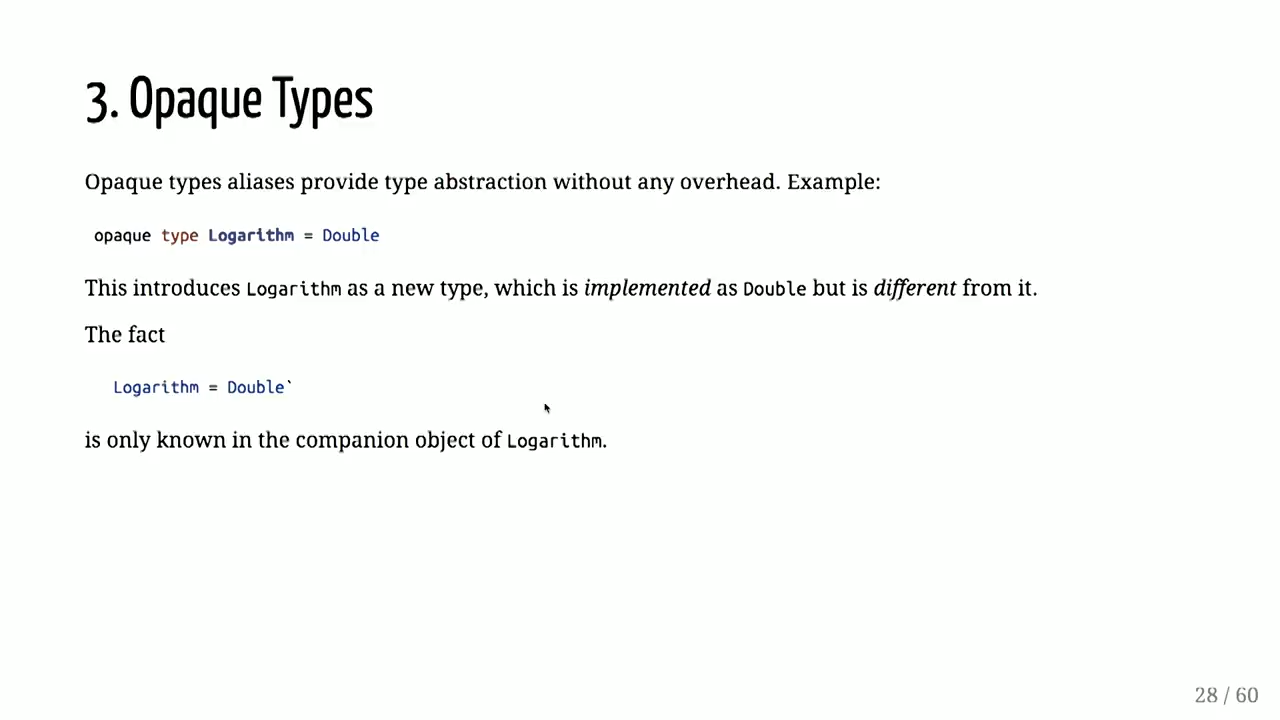 3. Opaque Types
Opaque types aliases provide type abstraction without any overhead. Example:
opaque type Logarithm = Double
This introduces Logarithm as a new type, which is implemented as Double but is different from it.
The fact
Logarithm = Double`
is only known in the companion object of Logarithm.
28 / 60